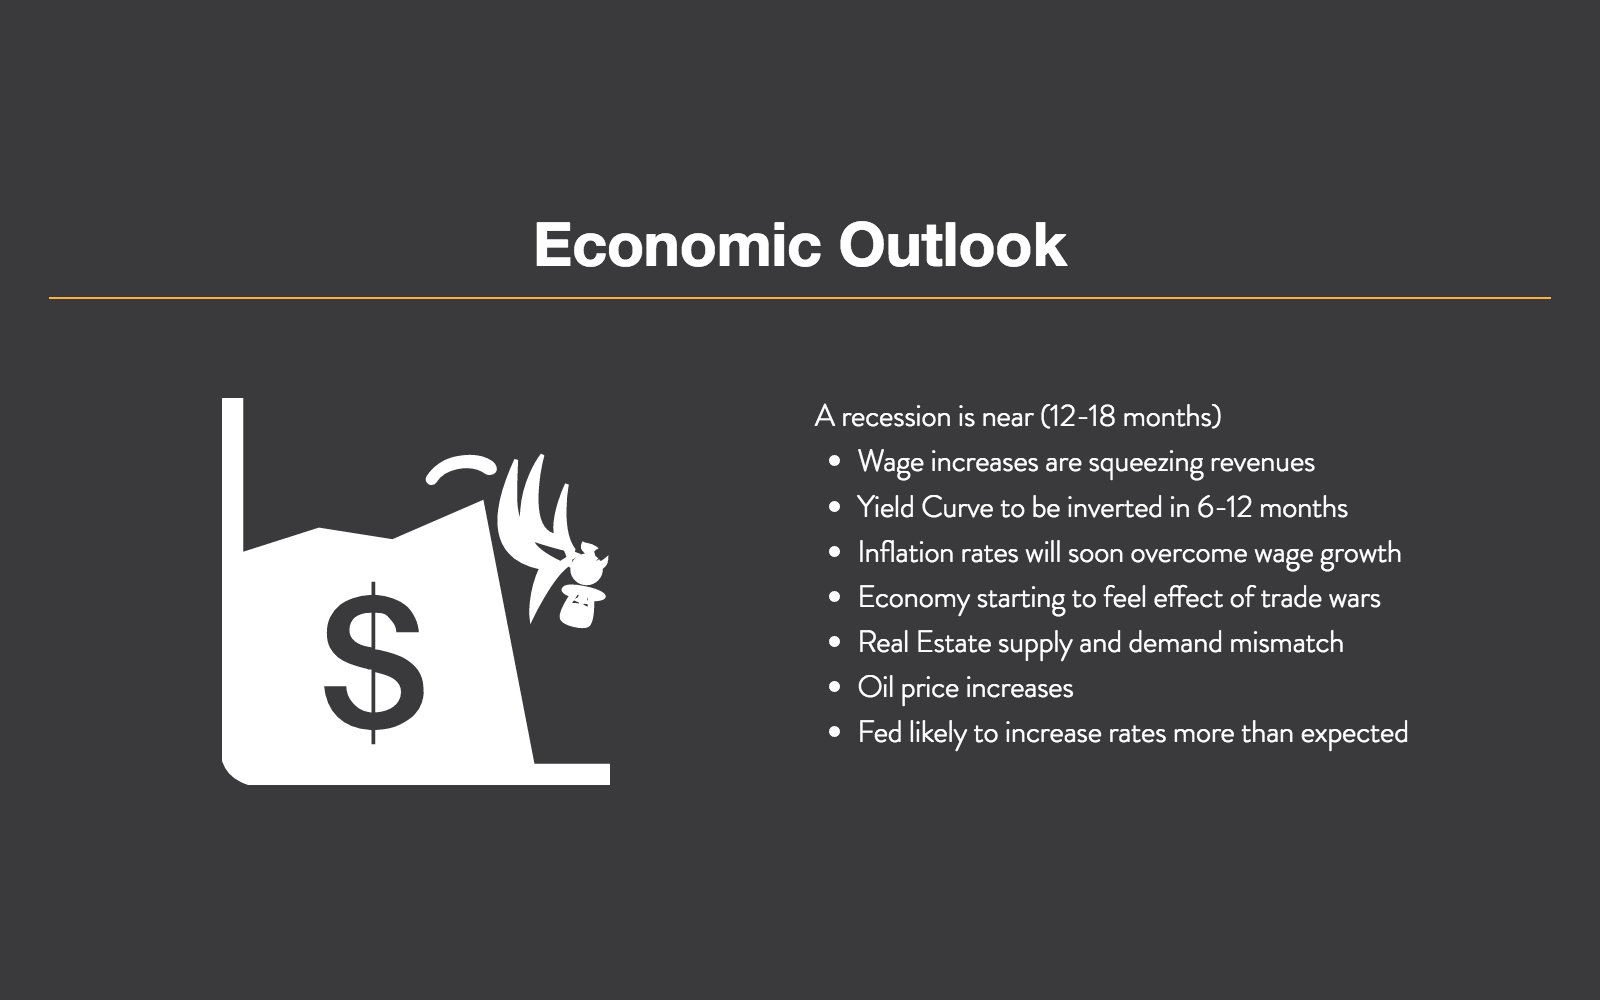 Economic Outlook
$
A recession is near (12-18 months)
• Wage increases are squeezing revenues
• Yield Curve to be inverted in 6-12 months
• Inflation rates will soon overcome wage growth
• Economy starting to feel effect of trade wars
• Real Estate supply and demand mismatch
• Oil price increases
• Fed likely to increase rates more than expected